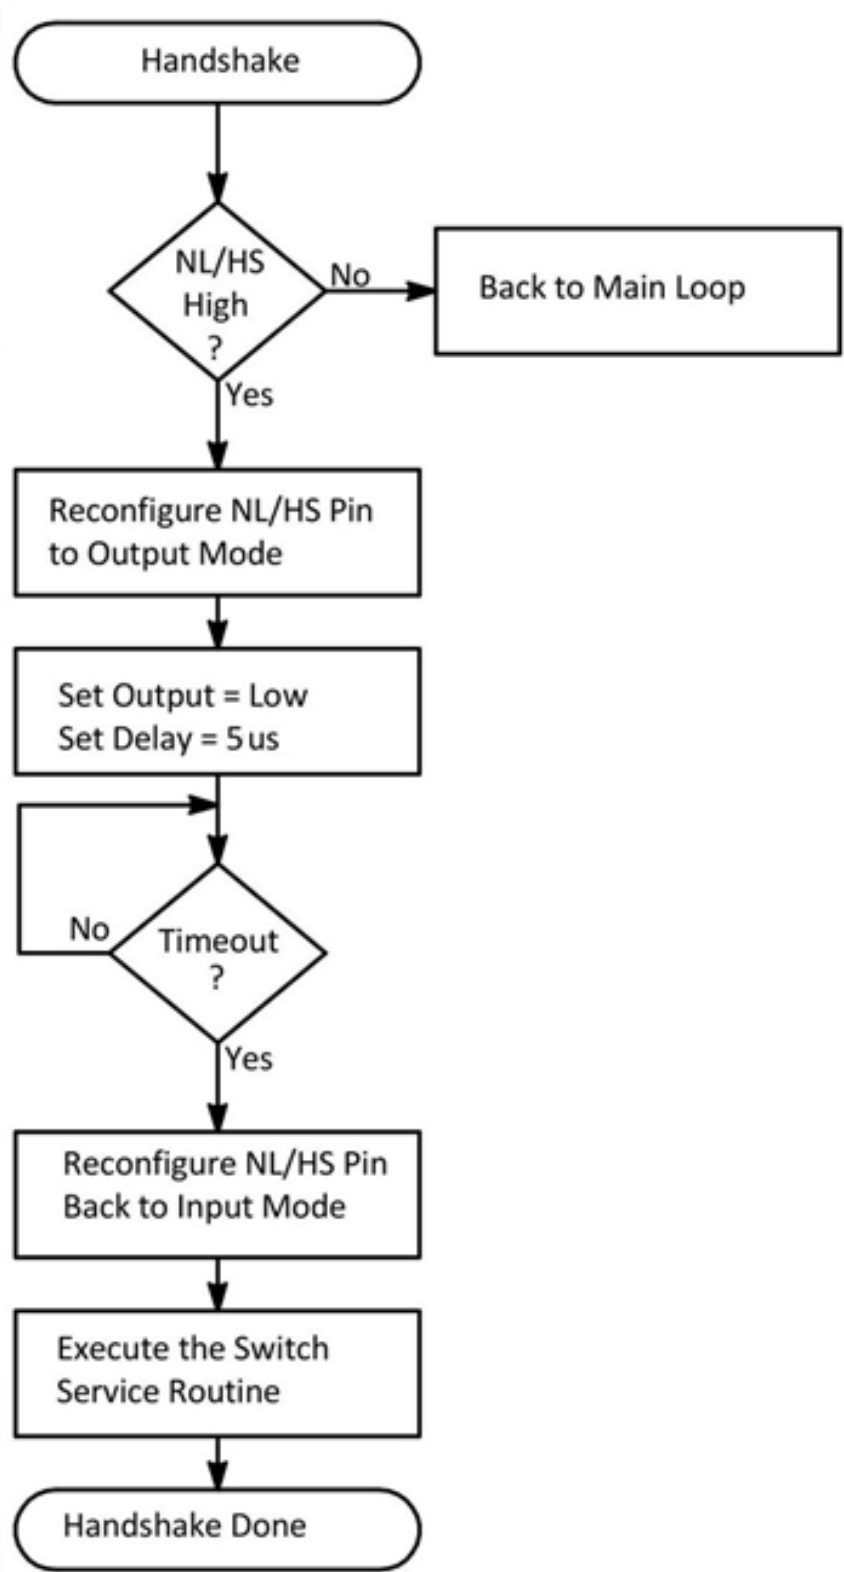 Handshake
NL/HS
High
?
No
Back to Main Loop
Yes
Reconfigure NL/HS Pin
to Output Mode
Set Output = Low
Set Delay = 5us
No
Timeout
?
Yes
Reconfigure NL/HS Pin
Back to Input Mode
Execute the Switch
Service Routine
Handshake Done